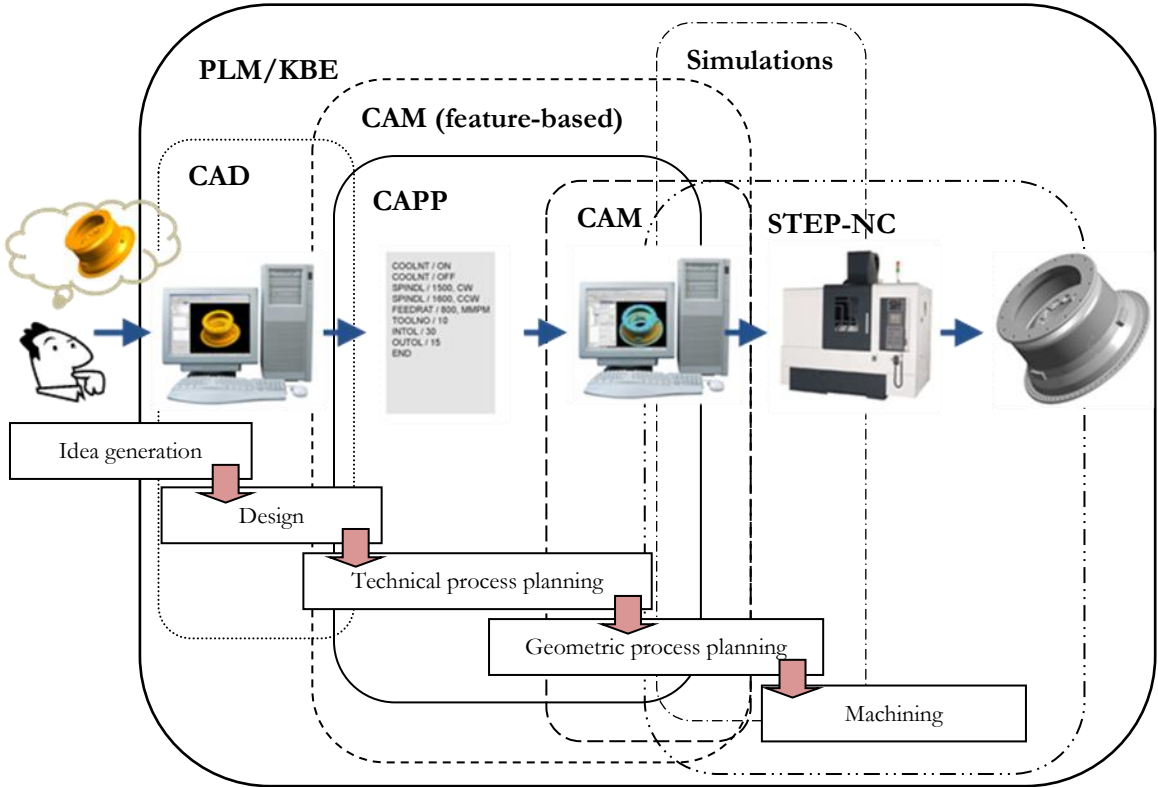 Simulations
PLM/KBE
CAM (feature-based)
CAD
CAPP
CAM
STEP-NC
COOLNT / ON
COOLNT / OFF
SPINDL / 1500, CW
SPINDL / 1600, CCW
FEEDRAT / 800, MMPM
TOOLNO / 10
INTOL / 30
OUTOL / 15
END
Idea generation
Design
Technical process planning
Geometric process planning
Machining